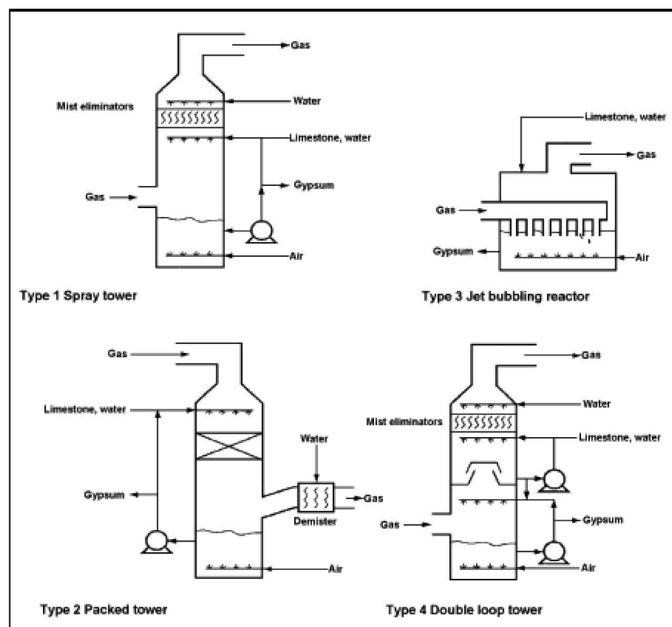 Gas
Water
Mist eliminators
Limestone, water
Gypsum
Gas
Air
Type 1 Spray tower
Limestone, water
Gas
Gas
Gypsum
Air
Type 3 Jet bubbling reactor
Gas
Limestone, water
Water
Gypsum
Gas
Demister
Air
Type 2 Packed tower
Gas
Water
Mist eliminators
Limestone, water
Gypsum
Gas
Air
Type 4 Double loop tower